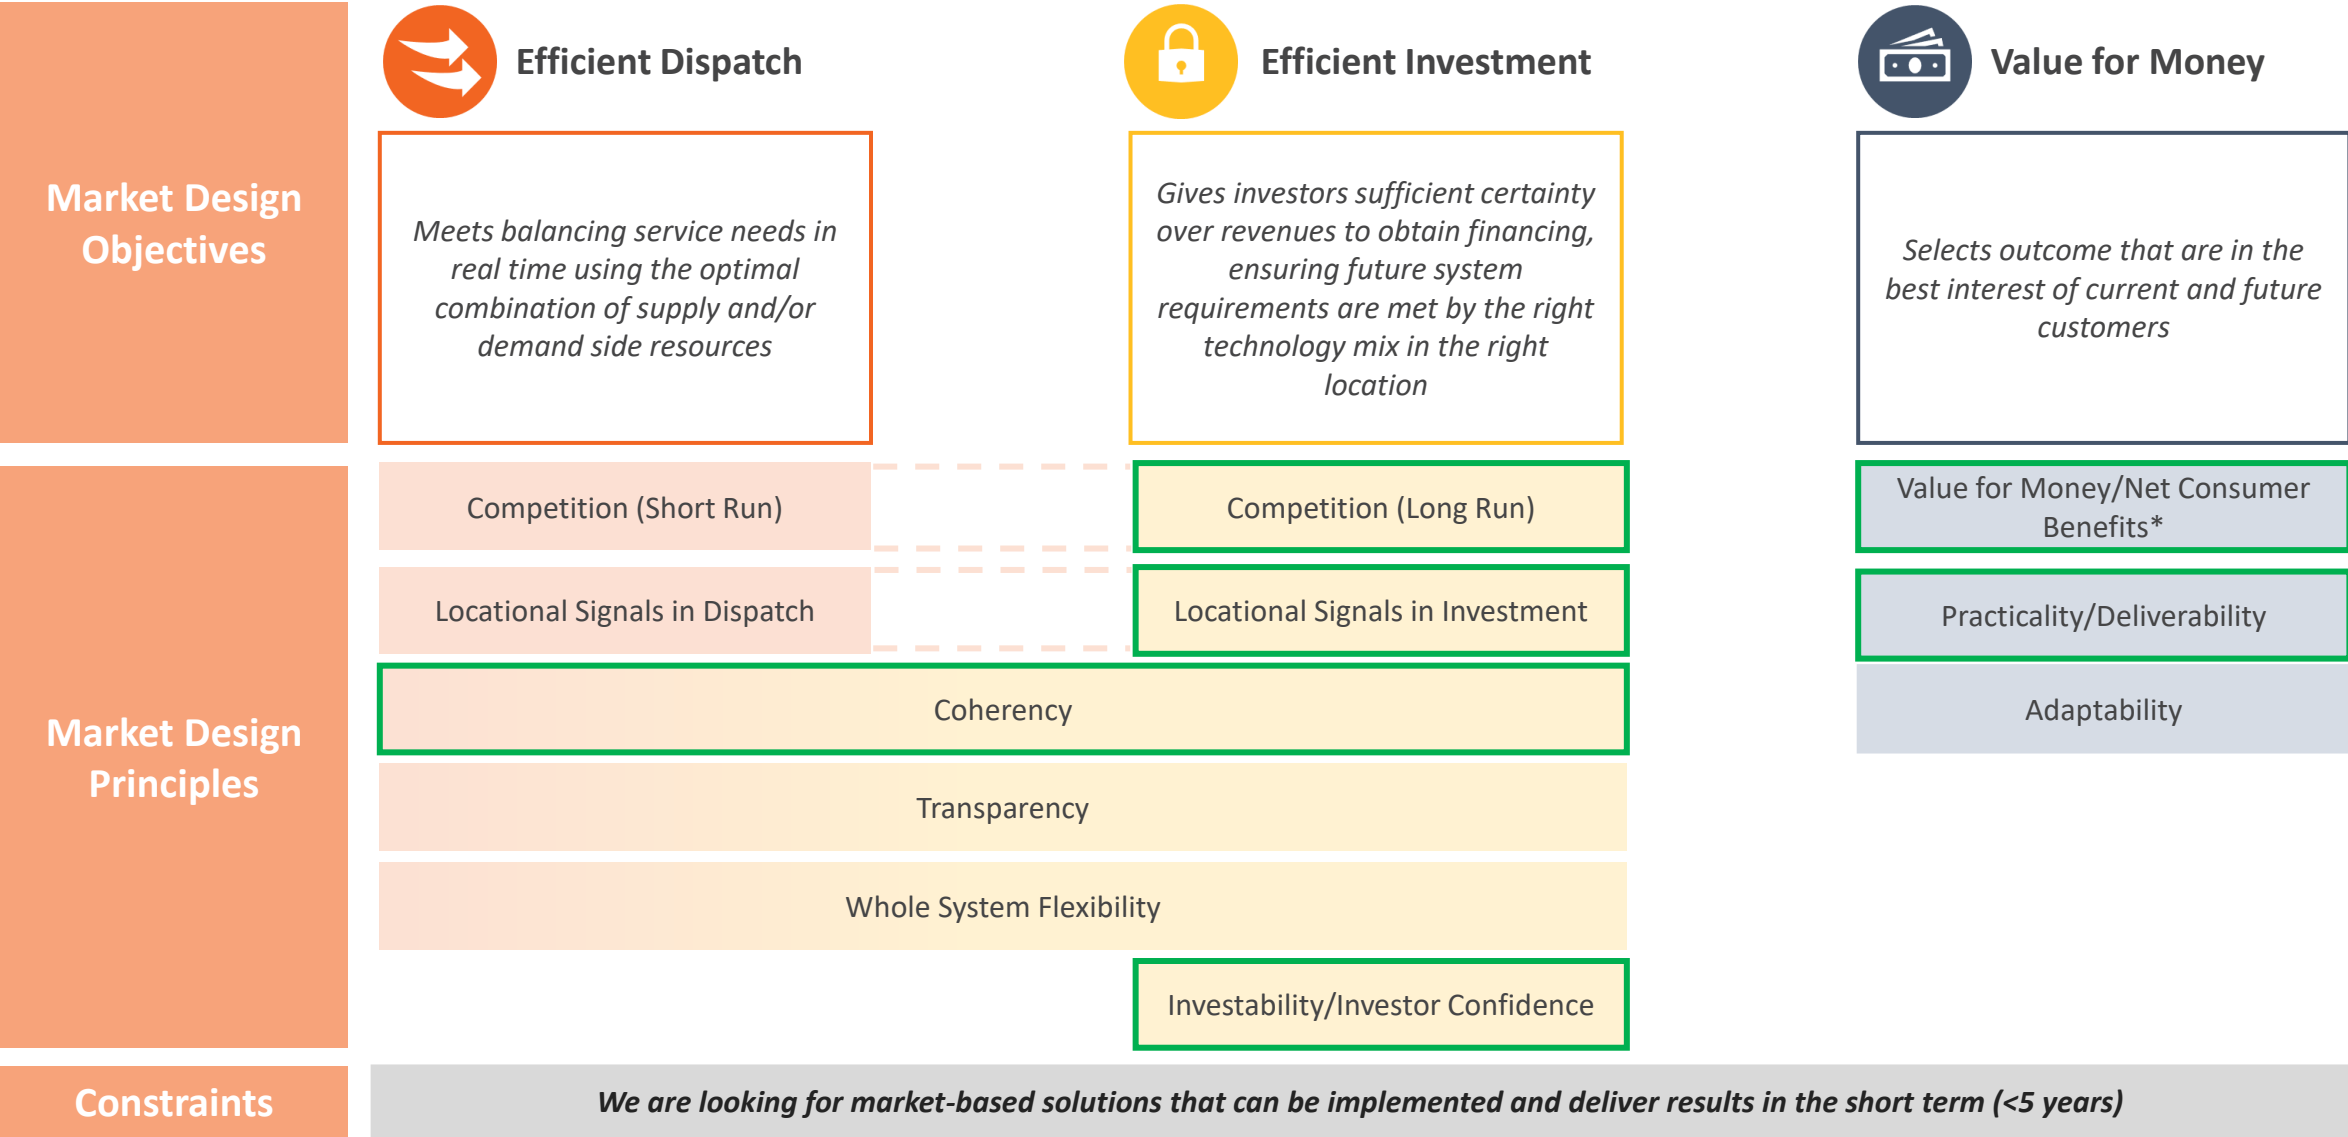 Market Design
Objectives
Efficient Dispatch
Meets balancing service needs in
real time using the optimal
combination of supply and/or
demand side resources
Efficient Investment
Gives investors sufficient certainty
over revenues to obtain financing,
ensuring future system
requirements are met by the right
technology mix in the right
location
Value for Money
Selects outcome that are in the
best interest of current and future
customers
Market Design
Principles
Competition (Short Run)
Competition (Long Run)
Value for Money/Net Consumer
Benefits*
Locational Signals in Dispatch
Locational Signals in Investment
Practicality/Deliverability
Coherency
Adaptability
Transparency
Whole System Flexibility
Investability/Investor Confidence
Constraints
We are looking for market-based solutions that can be implemented and deliver results in the short term (<5 years)